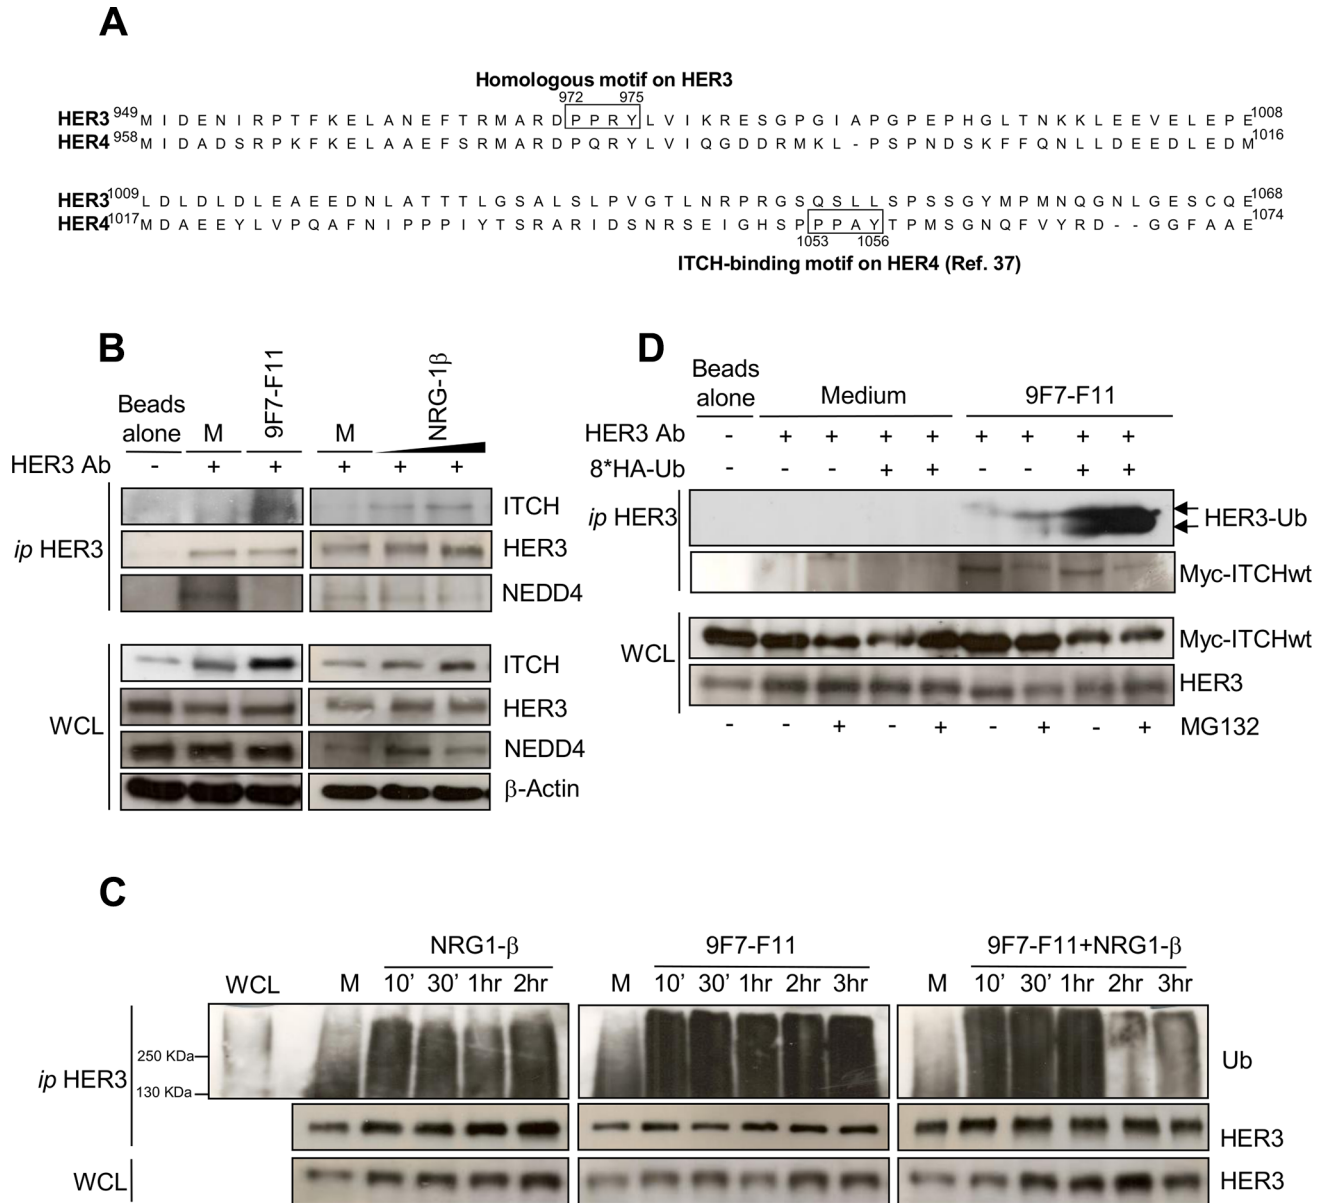 A
Homologous motif on HER3
972 975
HER3 949 M I D E N I R P T F K E L A N E F T R M A R D P P R Y L V I K R E S G P G I A P G P E P H G L T N K K L E E V E L E P E 1008
HER4 958 M I D A D S R P K F K E L A A E F S R M A R D P Q R Y L V I Q G D D R M K L - P S P N D S K F F Q N L L D E E D L E D M 1016
HER3 1009 L D L D L D L E A E E D N L A T T T L G S A L S L P V G T L N R P R G S Q S L L S P S S G Y M P M N Q G N L G E S C Q E 1068
HER4 1017 M D A E E Y L V P Q A F N I P P P I Y T S R A R I D S N R S E I G H S P P P A Y T P M S G N Q F V Y R D - - G G F A A E 1074
1053 1056
ITCH-binding motif on HER4 (Ref. 37)
B
Beads alone M 9F7-F11 M NRG-1β
HER3 Ab - + + + + +
ip HER3
ITCH
HER3
NEDD4
WCL
ITCH
HER3
NEDD4
β-Actin
D
Beads alone Medium 9F7-F11
HER3 Ab - + + + + + + + +
8*HA-Ub - - - + + - - + +
ip HER3
HER3-Ub
Myc-ITCHwt
WCL
Myc-ITCHwt
HER3
- - + - + - + - + MG132
C
NRG1-β 9F7-F11 9F7-F11+NRG1-β
WCL M 10’ 30’ 1hr 2hr M 10’ 30’ 1hr 2hr 3hr M 10’ 30’ 1hr 2hr 3hr
ip HER3
250 KDa
130 KDa
Ub
HER3
WCL
HER3